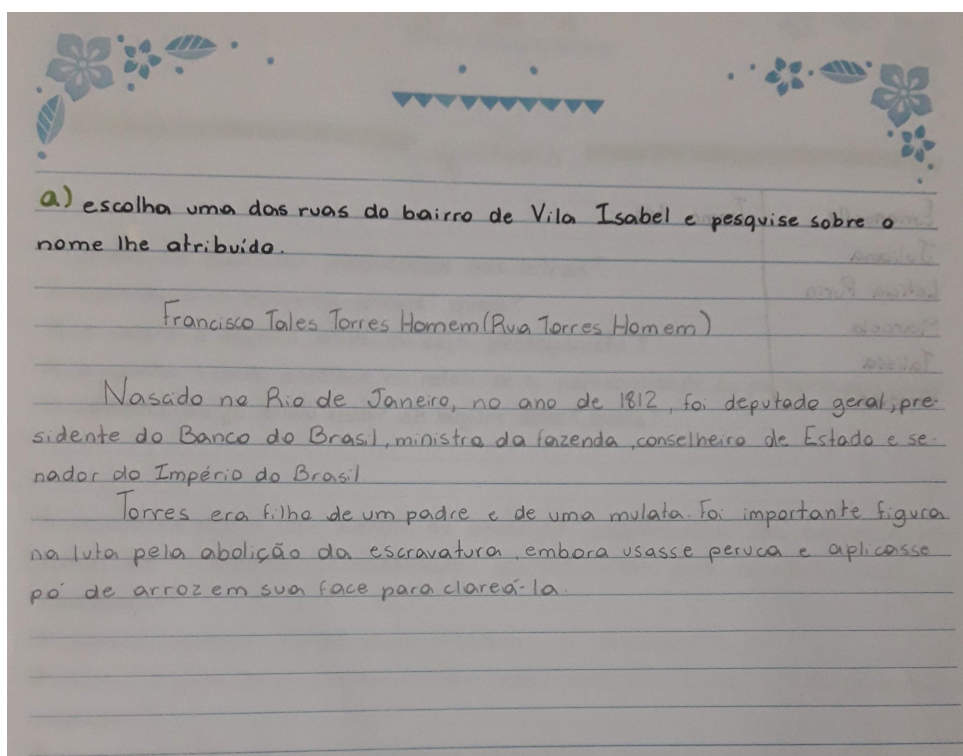 a) escolha uma das ruas do bairro de Vila Isabel e pesquise sobre o
nome lhe atribuído.
Francisco Tales Torres Homem (Rua Torres Homem)
Nascido no Rio de Janeiro, no ano de 1812, foi deputado geral, pre-
sidente do Banco do Brasil, ministro da fazenda, conselheiro de Estado e se-
nador do Império do Brasil
Torres era filho de um padre e de uma mulata. Foi importante figura
na luta pela abolição da escravatura, embora usasse peruca e aplicasse
pó de arroz em sua face para clareá-la.